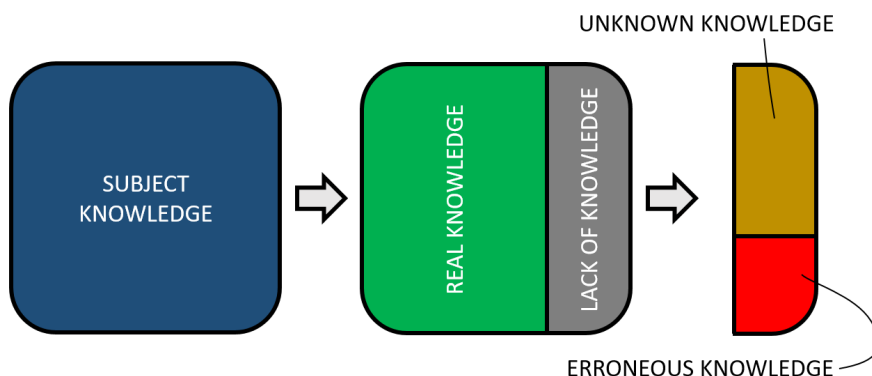 UNKNOWN KNOWLEDGE
SUBJECT
KNOWLEDGE
REAL KNOWLEDGE
LACK OF KNOWLEDGE
ERRONEOUS KNOWLEDGE